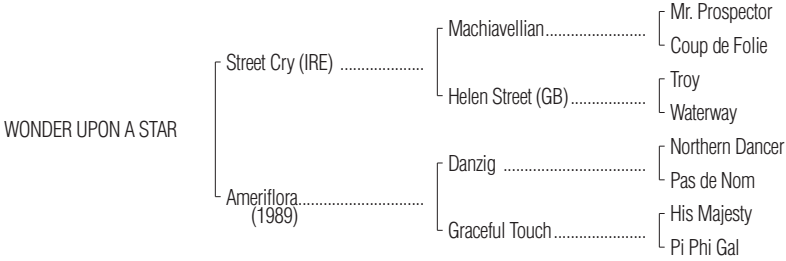 Mr. Prospector
Machiavellian.......................
Coup de Folie
Street Cry (IRE) ...................
Troy
Helen Street (GB).................
Waterway
WONDER UPON A STAR
Northern Dancer
Danzig ................................
Pas de Nom
Ameriflora............................
(1989)
His Majesty
Graceful Touch.....................
Pi Phi Gal